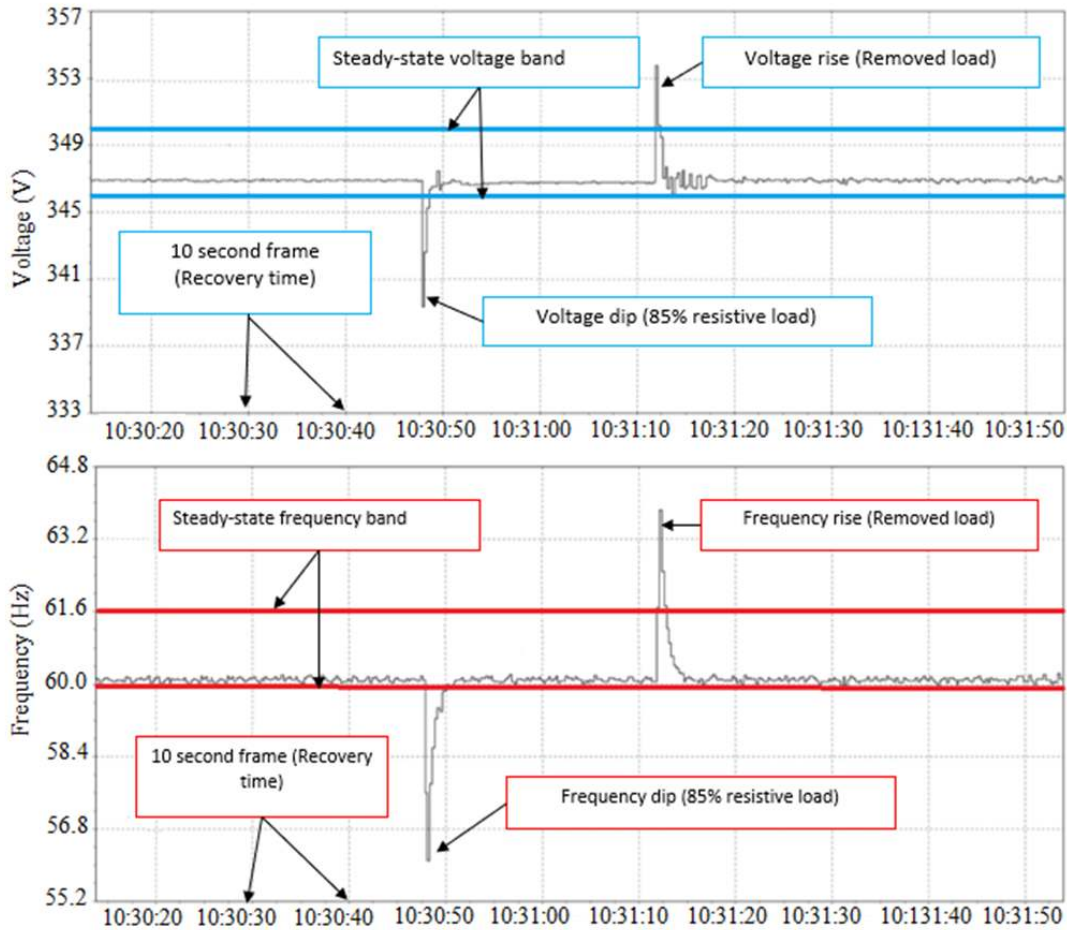 357
353
349
345
341
337
333
Voltage (V)
Steady-state voltage band
Voltage rise (Removed load)
10 second frame
(Recovery time)
Voltage dip (85% resistive load)
10:30:20 10:30:30 10:30:40 10:30:50 10:31:00 10:31:10 10:31:20 10:31:30 10:131:40 10:31:50
64.8
63.2
61.6
60.0
58.4
56.8
55.2
Frequency (Hz)
Steady-state frequency band
Frequency rise (Removed load)
10 second frame (Recovery
time)
Frequency dip (85% resistive load)
10:30:20 10:30:30 10:30:40 10:30:50 10:31:00 10:31:10 10:31:20 10:31:30 10:131:40 10:31:50